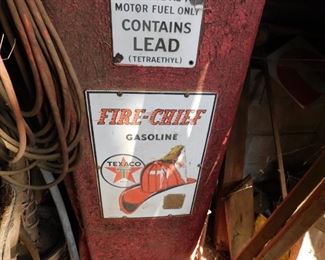 MOTOR FUEL ONLY
CONTAINS
LEAD
(TETRAETHYL)
FIRE-CHIEF
GASOLINE
TEXACO
T